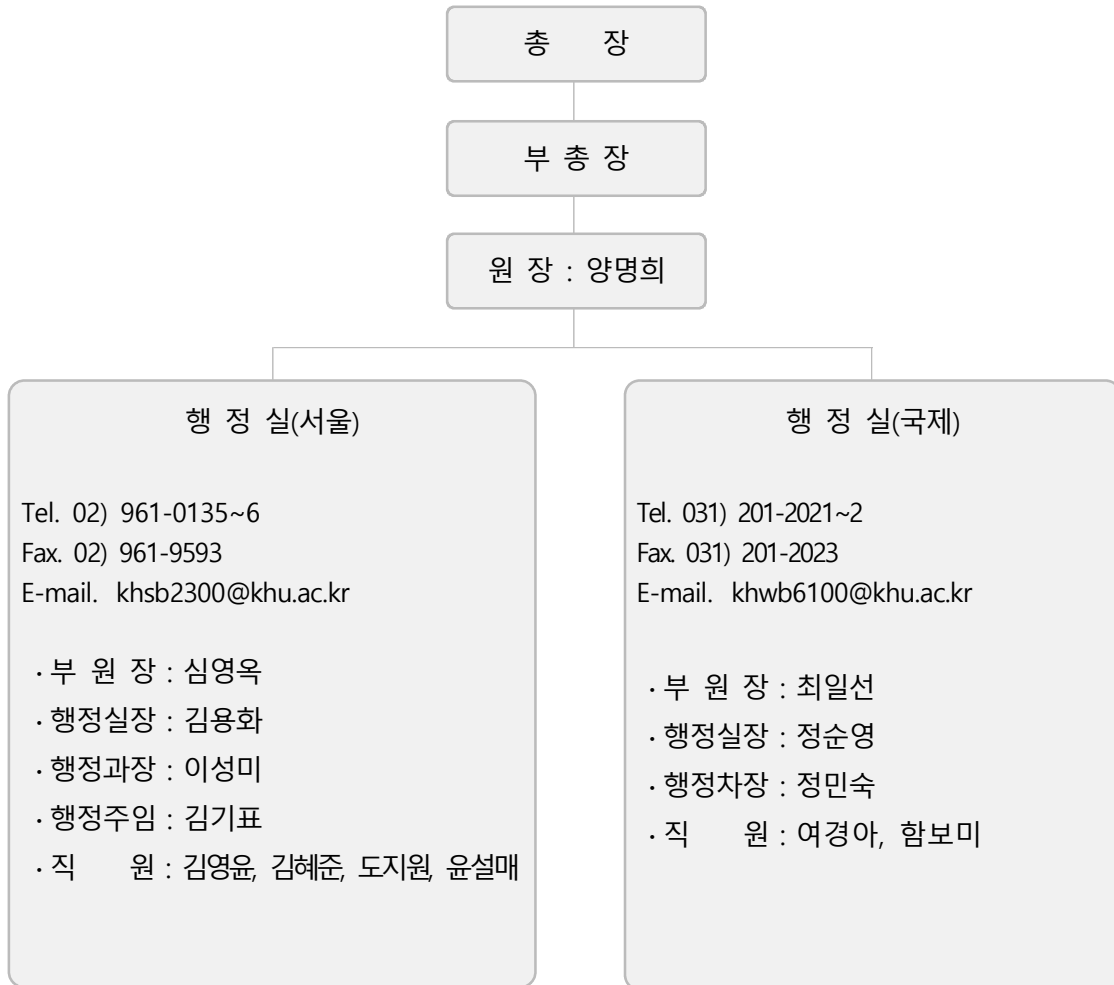 총 장
부 총 장
원 장 : 양명희
행 정 실(서울)
Tel. 02) 961-0135~6
Fax. 02) 961-9593
E-mail. khsb2300@khu.ac.kr
· 부 원 장 : 심영옥
· 행정실장 : 김용화
· 행정과장 : 이성미
· 행정주임 : 김기표
· 직 원 : 김영윤, 김혜준, 도지원, 윤설매
행 정 실(국제)
Tel. 031) 201-2021~2
Fax. 031) 201-2023
E-mail. khwb6100@khu.ac.kr
· 부 원 장 : 최일선
· 행정실장 : 정순영
· 행정차장 : 정민숙
· 직 원 : 여경아, 함보미